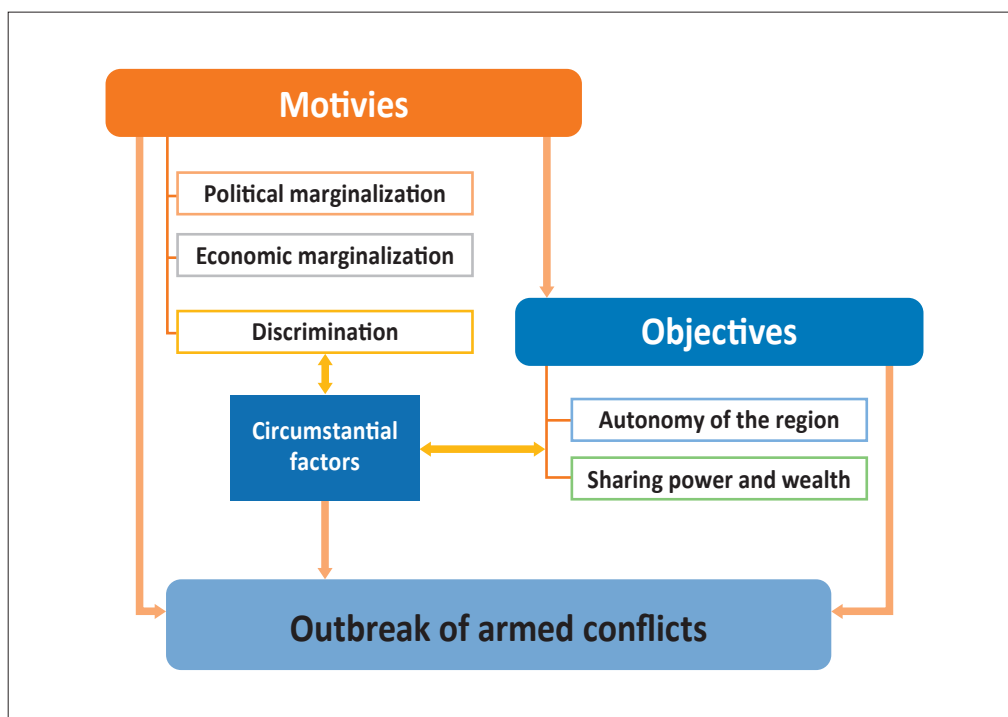 Motivies
Political marginalization
Economic marginalization
Discrimination
Objectives
Circumstantial
factors
Autonomy of the region
Sharing power and wealth
Outbreak of armed conflicts